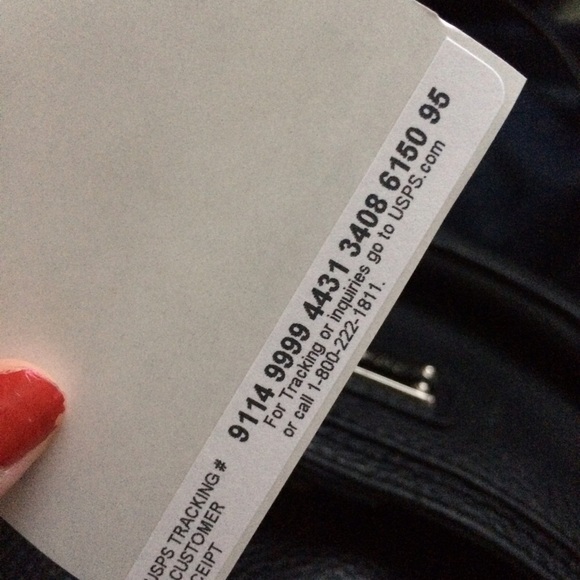 9114 9999 4431 3408 6150 95
For Tracking or inquiries go to USPS.com
or call 1-800-222-1811.
USPS TRACKING #
CUSTOMER